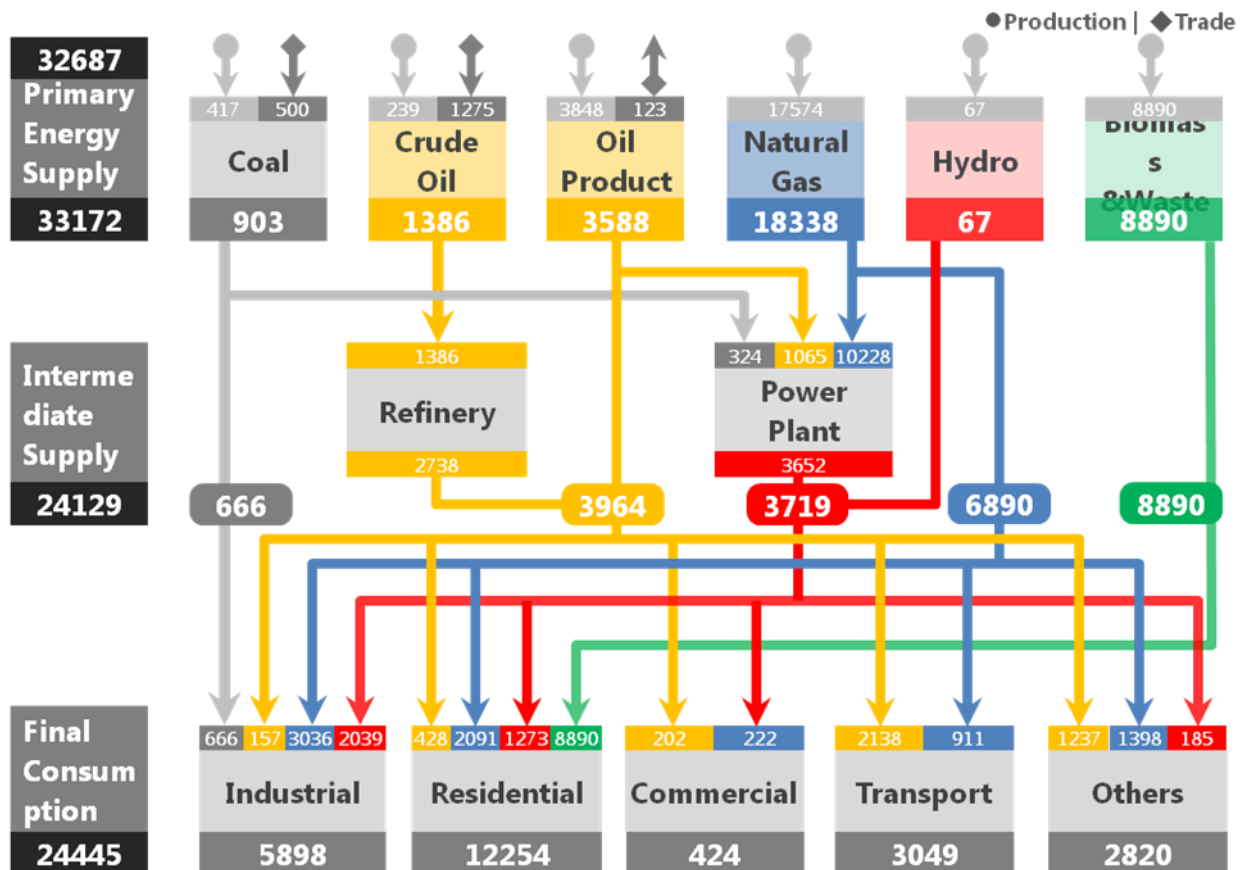 Production | Trade
32687
Primary
Energy
Supply
33172
417 500
Coal
903
239 1275
Crude
Oil
1386
3848 123
Oil
Product
3588
17574
Natural
Gas
18338
67
Hydro
67
8890
Biomas
s
&Waste
8890
Interme
diate
Supply
24129
1386
Refinery
2738
324 1065 10228
Power
Plant
3652
666 3964 3719 6890 8890
Final
Consum
ption
24445
666 157 3036 2039
Industrial
5898
428 2091 1273 8890
Residential
12254
202 222
Commercial
424
2138 911
Transport
3049
1237 1398 185
Others
2820